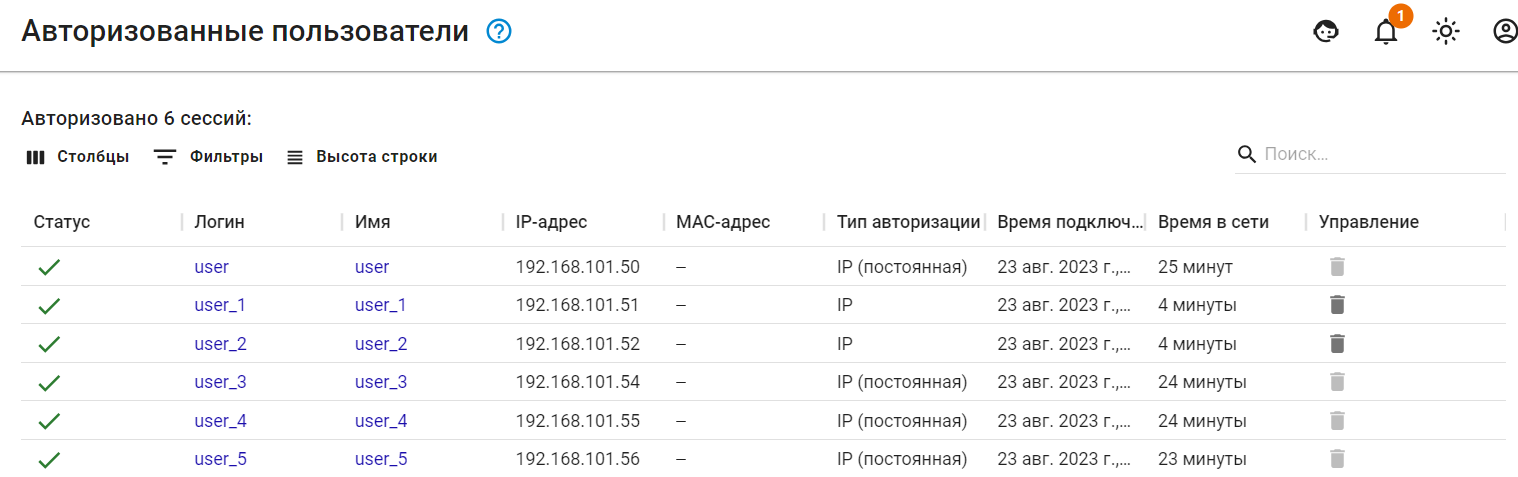 Авторизованные пользователи
1
Авторизовано 6 сессий:
Столбцы Фильтры Высота строки Поиск...
Статус Логин Имя IP-адрес MAC-адрес Тип авторизации Время подключ... Время в сети Управление
user user 192.168.101.50 — IP (постоянная) 23 авг. 2023 г.,... 25 минут
user_1 user_1 192.168.101.51 — IP 23 авг. 2023 г.,... 4 минуты
user_2 user_2 192.168.101.52 — IP 23 авг. 2023 г.,... 4 минуты
user_3 user_3 192.168.101.54 — IP (постоянная) 23 авг. 2023 г.,... 24 минуты
user_4 user_4 192.168.101.55 — IP (постоянная) 23 авг. 2023 г.,... 24 минуты
user_5 user_5 192.168.101.56 — IP (постоянная) 23 авг. 2023 г.,... 23 минуты